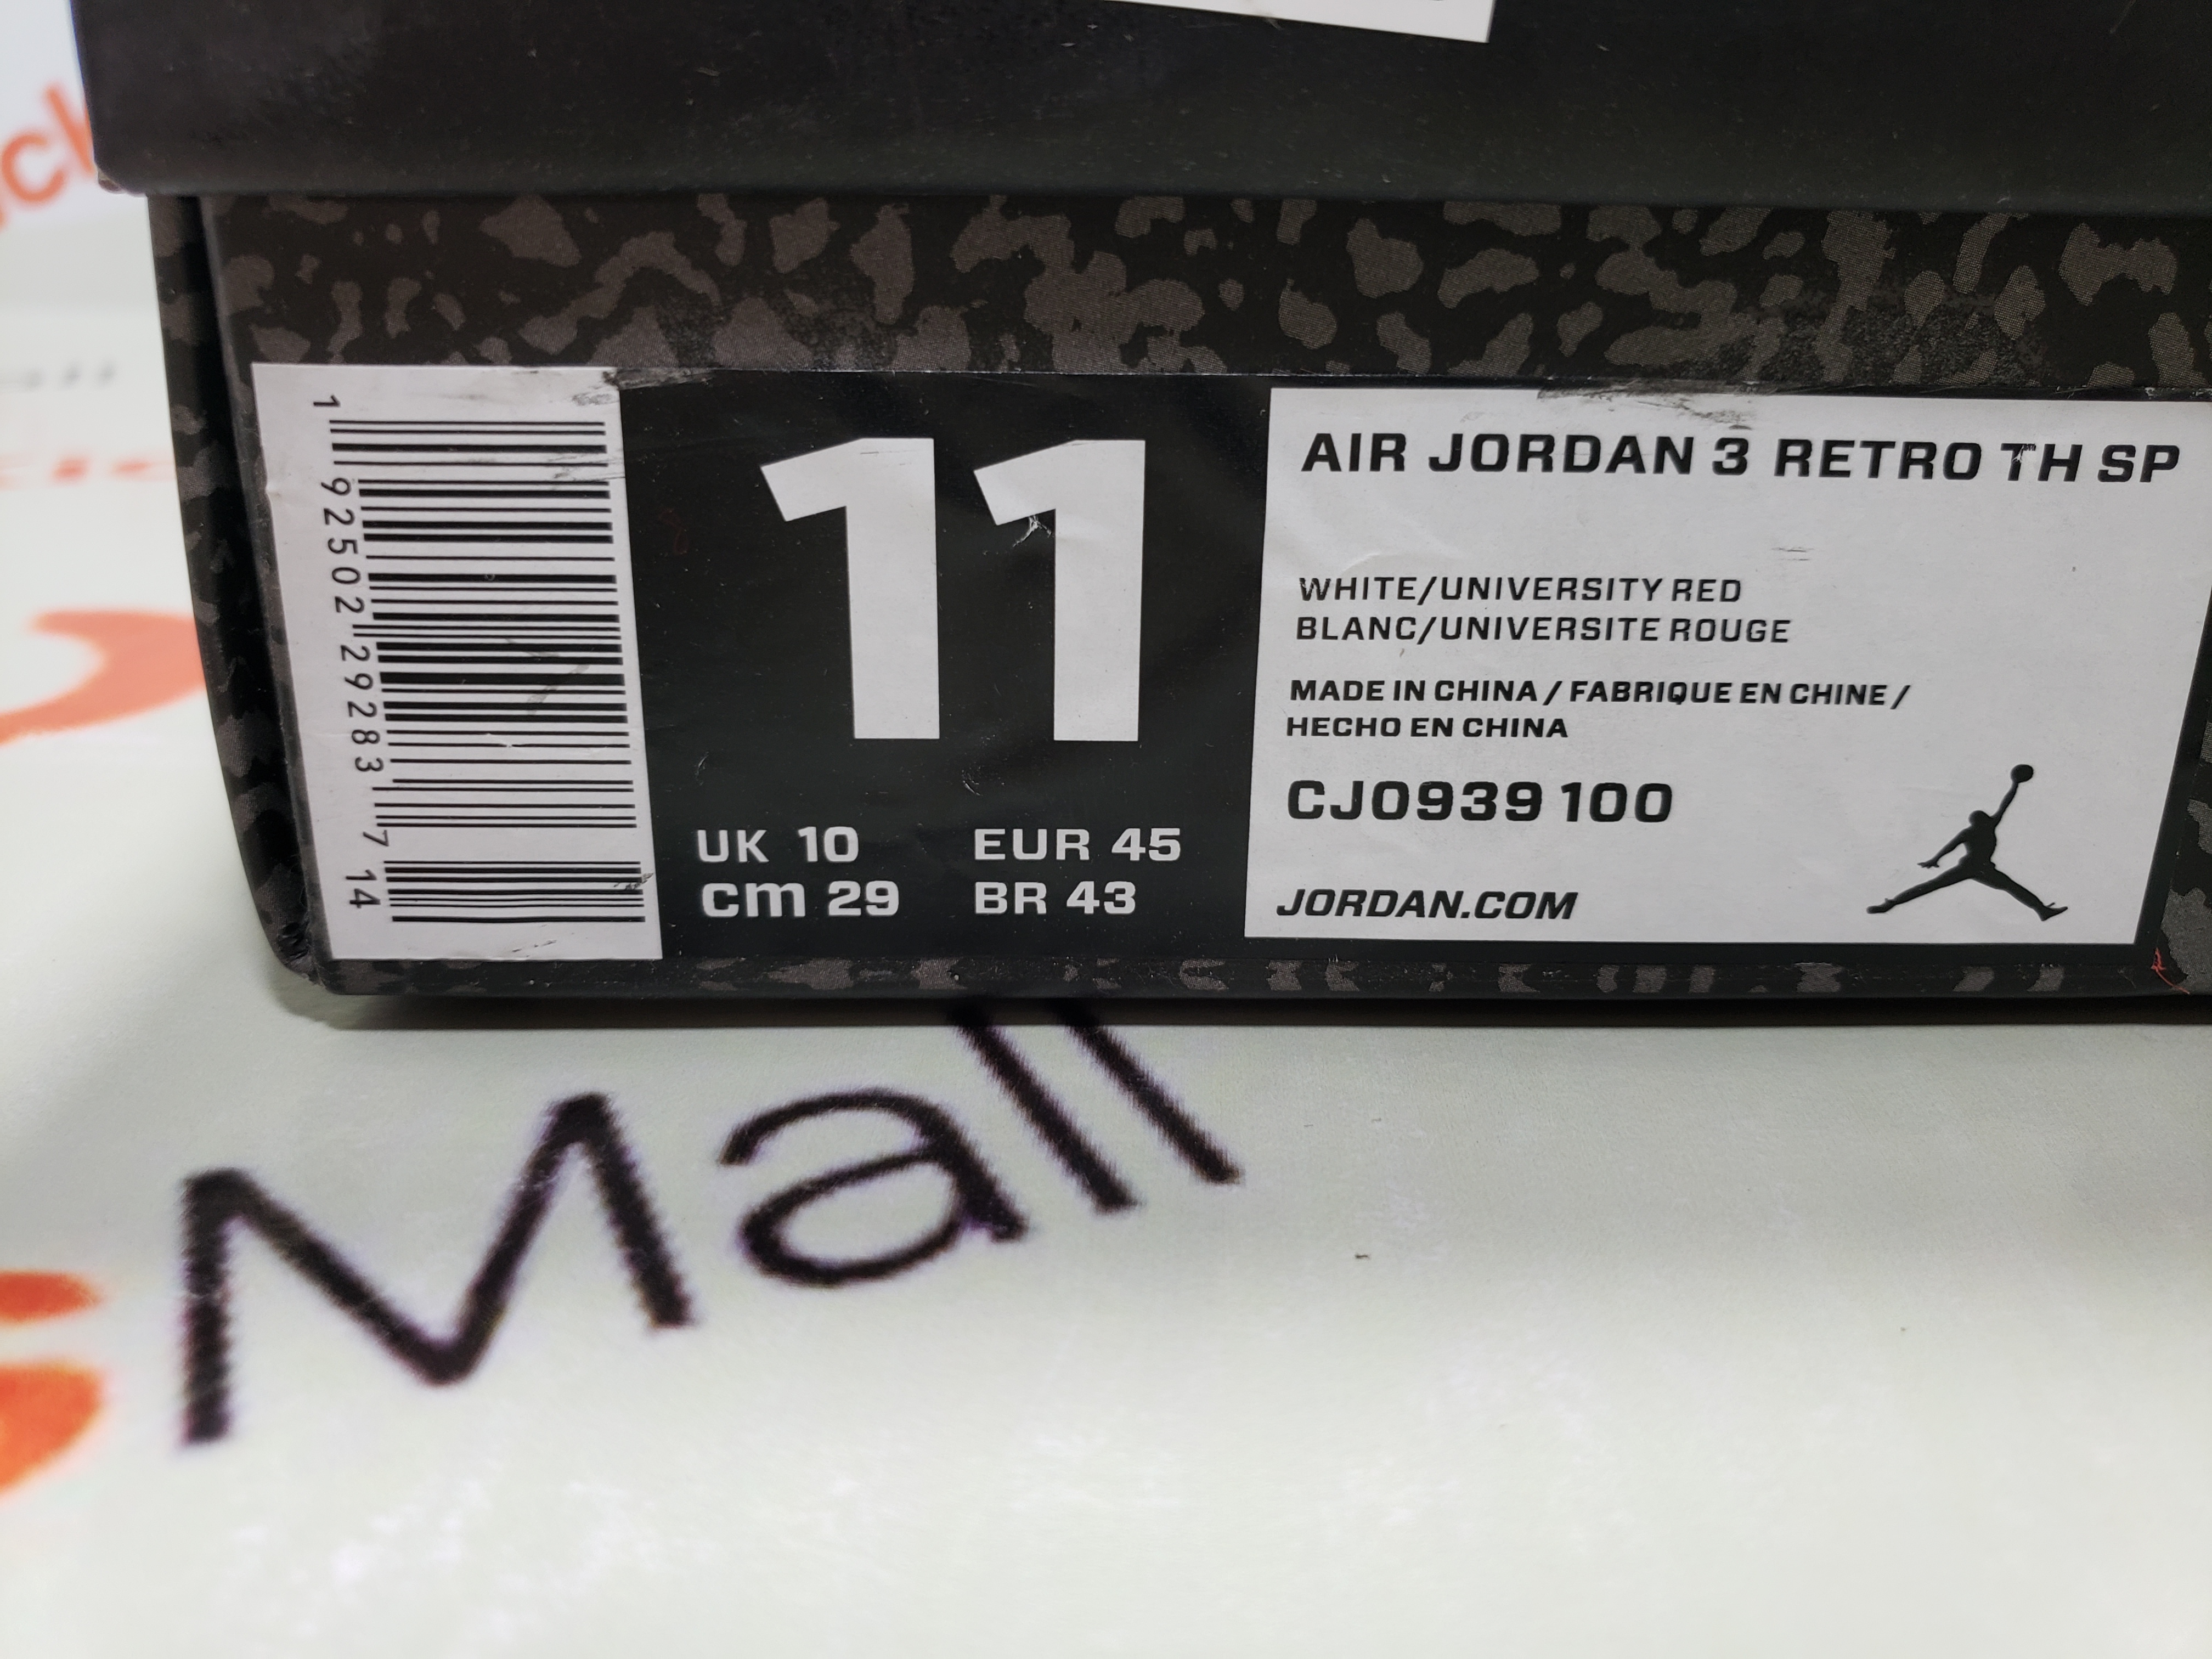 1 92502 29283 7 14
11
UK 10 EUR 45
cm 29 BR 43
AIR JORDAN 3 RETRO TH SP
WHITE/UNIVERSITY RED
BLANC/UNIVERSITE ROUGE
MADE IN CHINA / FABRIQUE EN CHINE /
HECHO EN CHINA
CJ0939 100
JORDAN.COM
Mall